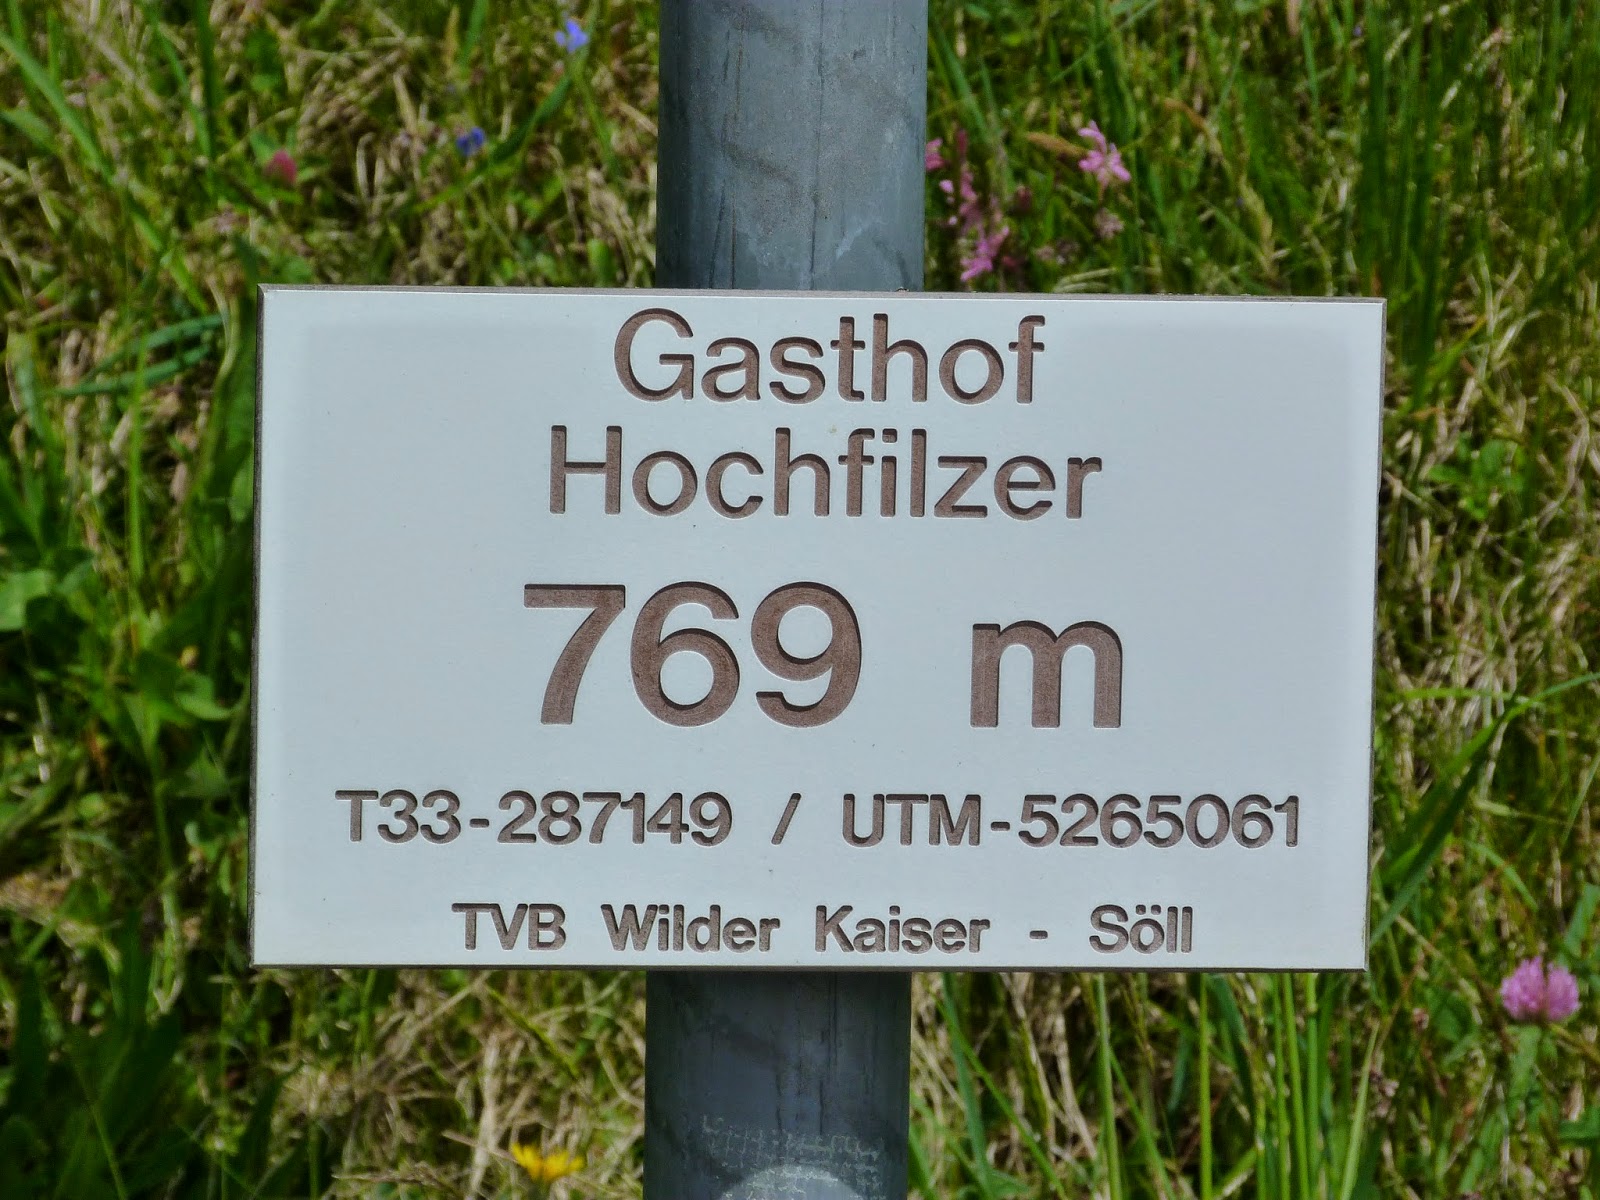 Gasthof
Hochfilzer
769 m
T33-287149 / UTM-5265061
TVB Wilder Kaiser - Söll